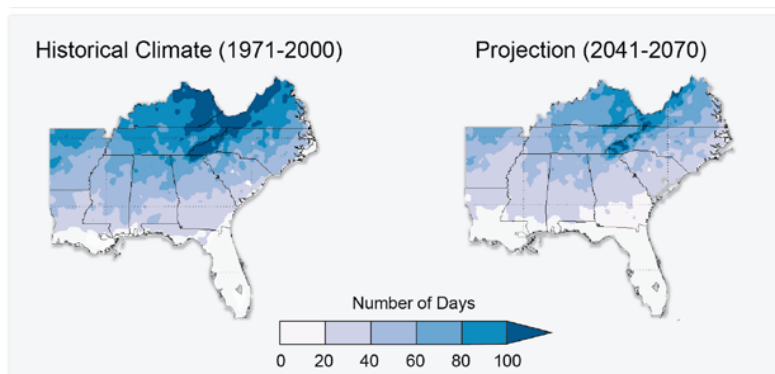 Historical Climate (1971-2000)
Projection (2041-2070)
Number of Days
0 20 40 60 80 100